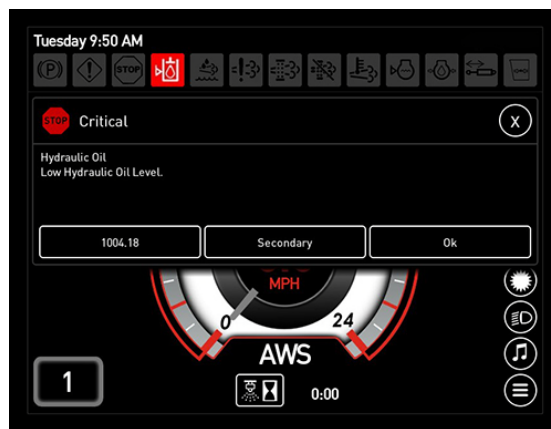 Tuesday 9:50 AM
P
STOP
STOP Critical X
Hydraulic Oil
Low Hydraulic Oil Level.
1004.18 Secondary Ok
MPH
0 24
AWS
1 0:00